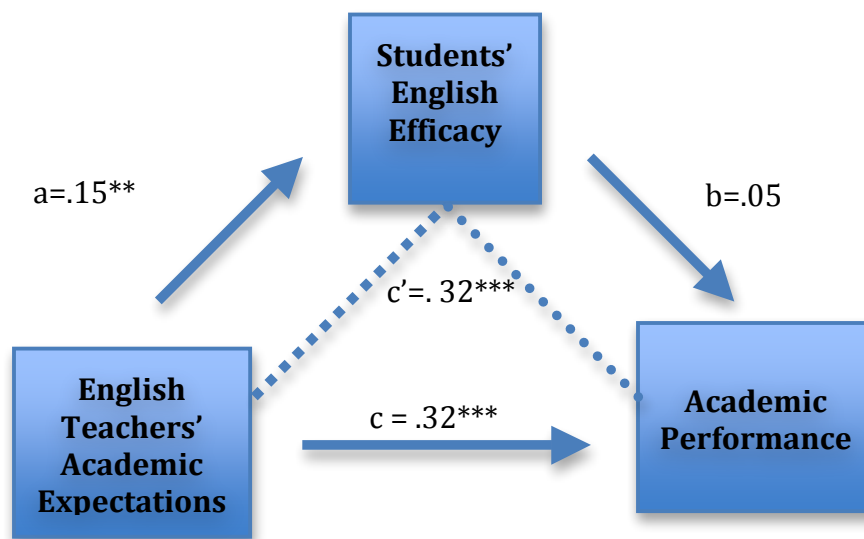 Students’
English
Efficacy
a=.15**
b=.05
c’=. 32***
English
Teachers’
Academic
Expectations
c = .32***
Academic
Performance